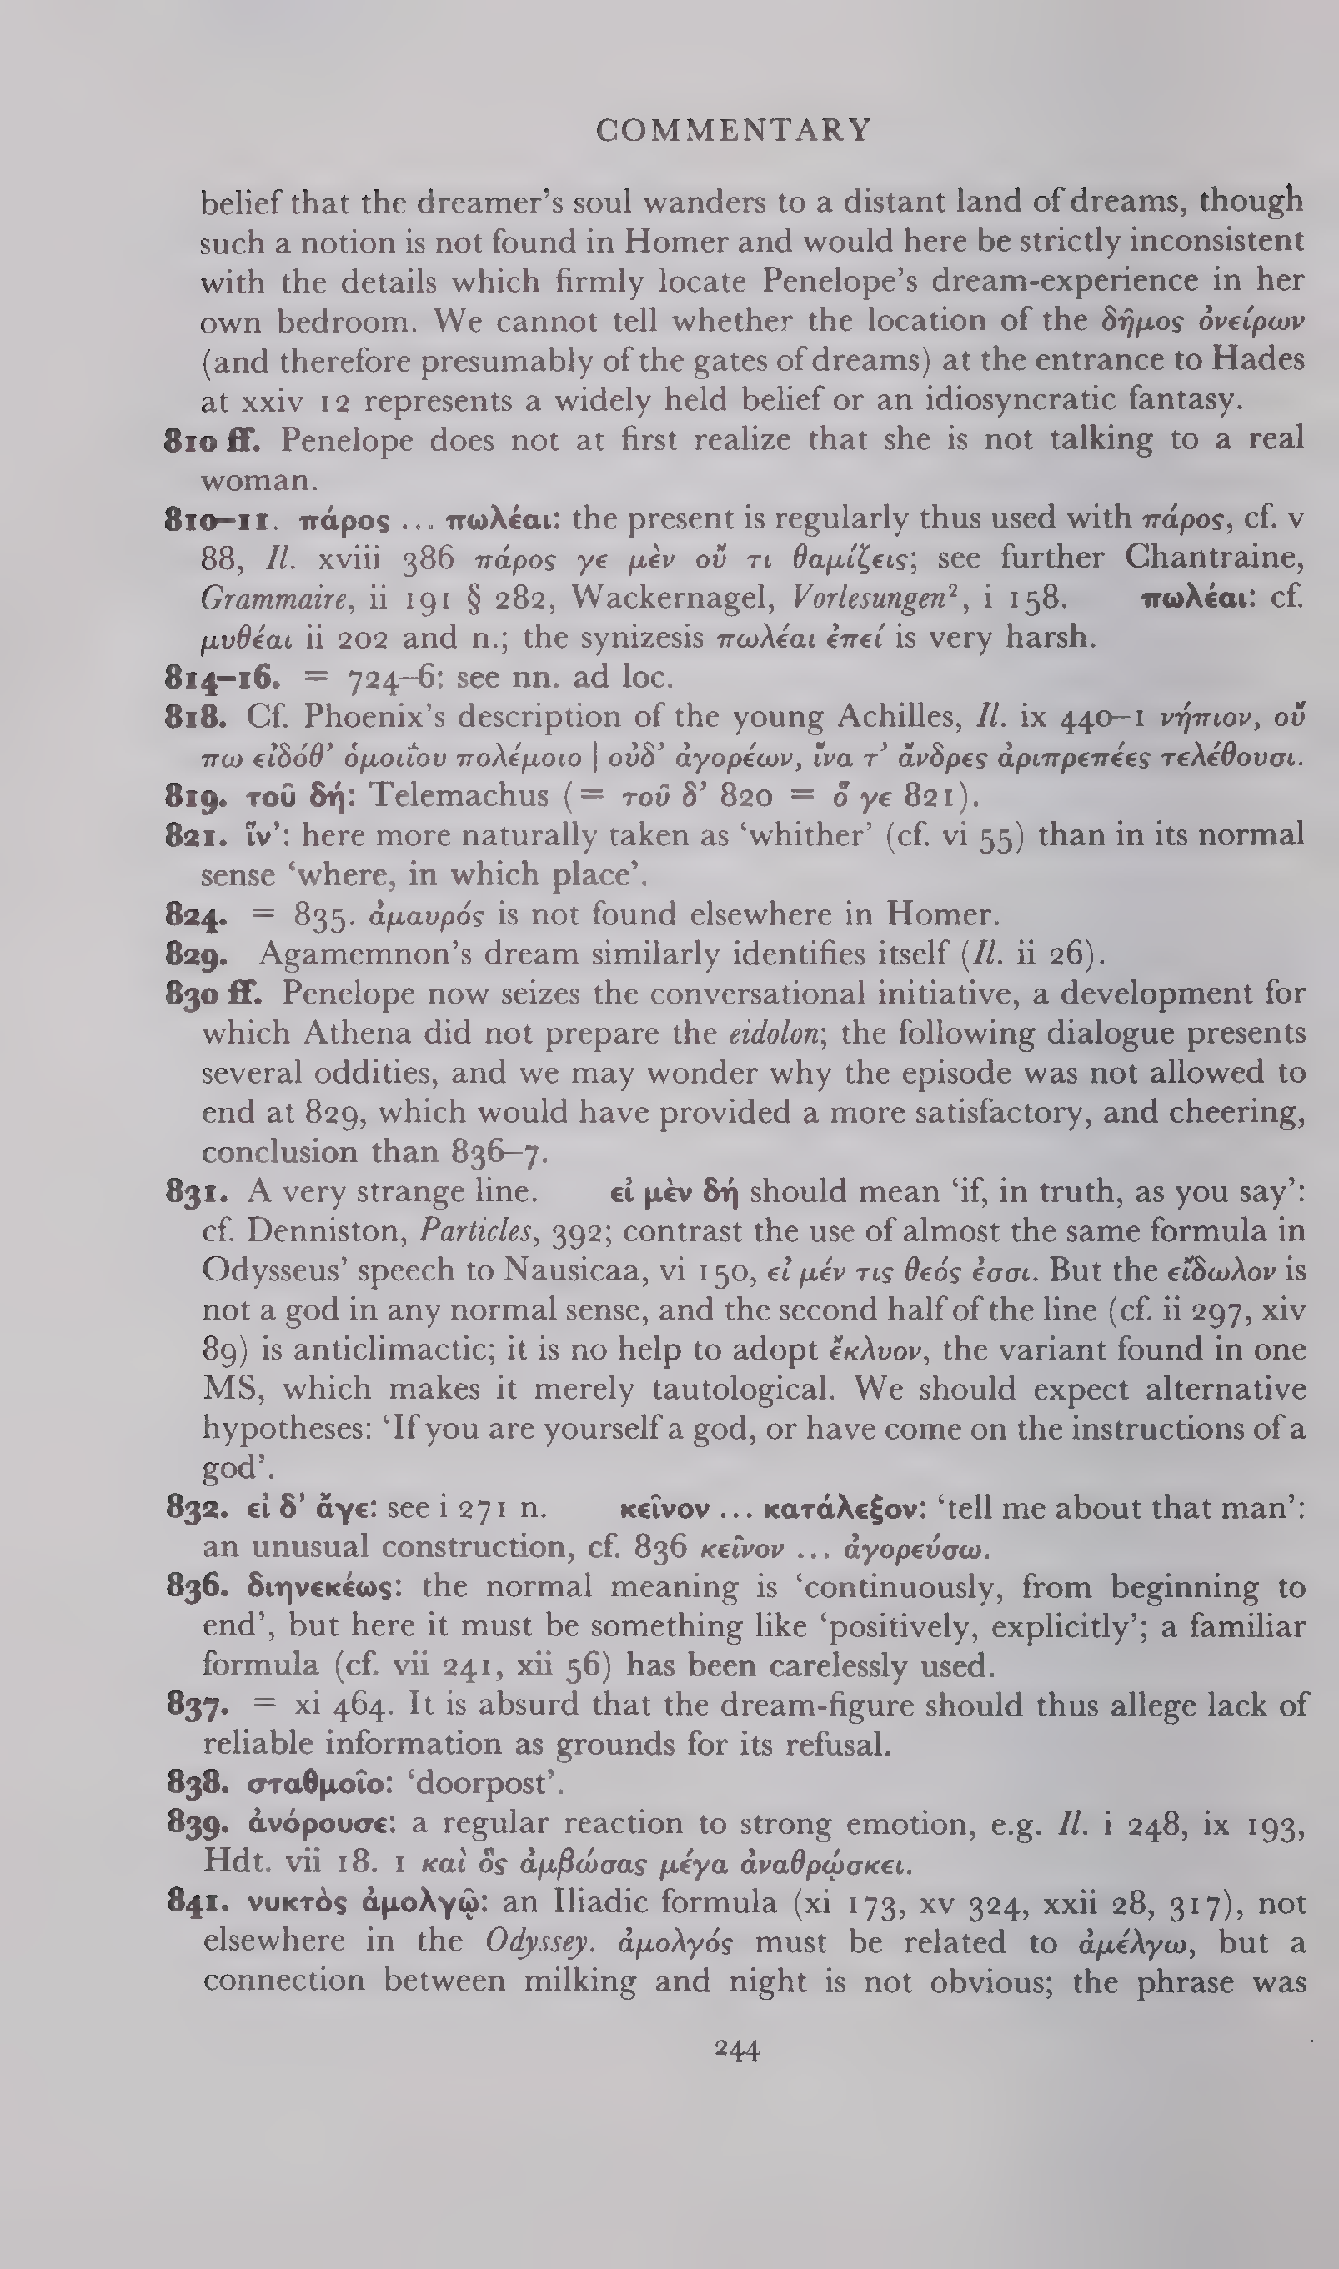 COMMENTARY
belief that the dreamer’s soul wanders to a distant land of dreams, though
such a notion is not found in Homer and would here be strictly inconsistent
with the details which firmly locate Penelope’s dream-experience in her
own bedroom. We cannot tell whether the location of the δῆμος ὀνείρων
(and therefore presumably of the gates of dreams) at the entrance to Hades
at xxiv 12 represents a widely held belief or an idiosyncratic fantasy.
810 ff. Penelope does not at first realize that she is not talking to a real
woman.
810–11. πάρος ... πωλέαι: the present is regularly thus used with πάρος, cf. v
88, Il. xviii 386 πάρος γε μὲν οὔ τι θαμίζεις; see further Chantraine,
Grammaire, ii 191 § 282, Wackernagel, Vorlesungen², i 158. πωλέαι: cf.
μυθέαι ii 202 and n.; the synizesis πωλέαι ἐπεί is very harsh.
814–16. = 724–6: see nn. ad loc.
818. Cf. Phoenix’s description of the young Achilles, Il. ix 440–1 νήπιον, οὔ
πω εἰδόθ’ ὁμοιΐου πολέμοιο | οὐδ’ ἀγορέων, ἵνα τ’ ἄνδρες ἀριπρεπέες τελέθουσι.
819. τοῦ δή: Telemachus (= τοῦ δ’ 820 = ὅ γε 821).
821. ἵν’: here more naturally taken as ‘whither’ (cf. vi 55) than in its normal
sense ‘where, in which place’.
824. = 835. ἀμαυρός is not found elsewhere in Homer.
829. Agamemnon’s dream similarly identifies itself (Il. ii 26).
830 ff. Penelope now seizes the conversational initiative, a development for
which Athena did not prepare the eidolon; the following dialogue presents
several oddities, and we may wonder why the episode was not allowed to
end at 829, which would have provided a more satisfactory, and cheering,
conclusion than 836–7.
831. A very strange line. εἰ μὲν δή should mean ‘if, in truth, as you say’:
cf. Denniston, Particles, 392; contrast the use of almost the same formula in
Odysseus’ speech to Nausicaa, vi 150, εἰ μέν τις θεός ἐσσι. But the εἴδωλον is
not a god in any normal sense, and the second half of the line (cf. ii 297, xiv
89) is anticlimactic; it is no help to adopt ἔκλυον, the variant found in one
MS, which makes it merely tautological. We should expect alternative
hypotheses: ‘If you are yourself a god, or have come on the instructions of a
god’.
832. εἰ δ’ ἄγε: see i 271 n. κεῖνον ... κατάλεξον: ‘tell me about that man’:
an unusual construction, cf. 836 κεῖνον ... ἀγορεύσω.
836. διηνεκέως: the normal meaning is ‘continuously, from beginning to
end’, but here it must be something like ‘positively, explicitly’; a familiar
formula (cf. vii 241, xii 56) has been carelessly used.
837. = xi 464. It is absurd that the dream-figure should thus allege lack of
reliable information as grounds for its refusal.
838. σταθμοῖο: ‘doorpost’.
839. ἀνόρουσε: a regular reaction to strong emotion, e.g. Il. i 248, ix 193,
Hdt. vii 18. 1 καὶ ὃς ἀμβώσας μέγα ἀναθρῴσκει.
841. νυκτὸς ἀμολγῷ: an Iliadic formula (xi 173, xv 324, xxii 28, 317), not
elsewhere in the Odyssey. ἀμολγός must be related to ἀμέλγω, but a
connection between milking and night is not obvious; the phrase was
244